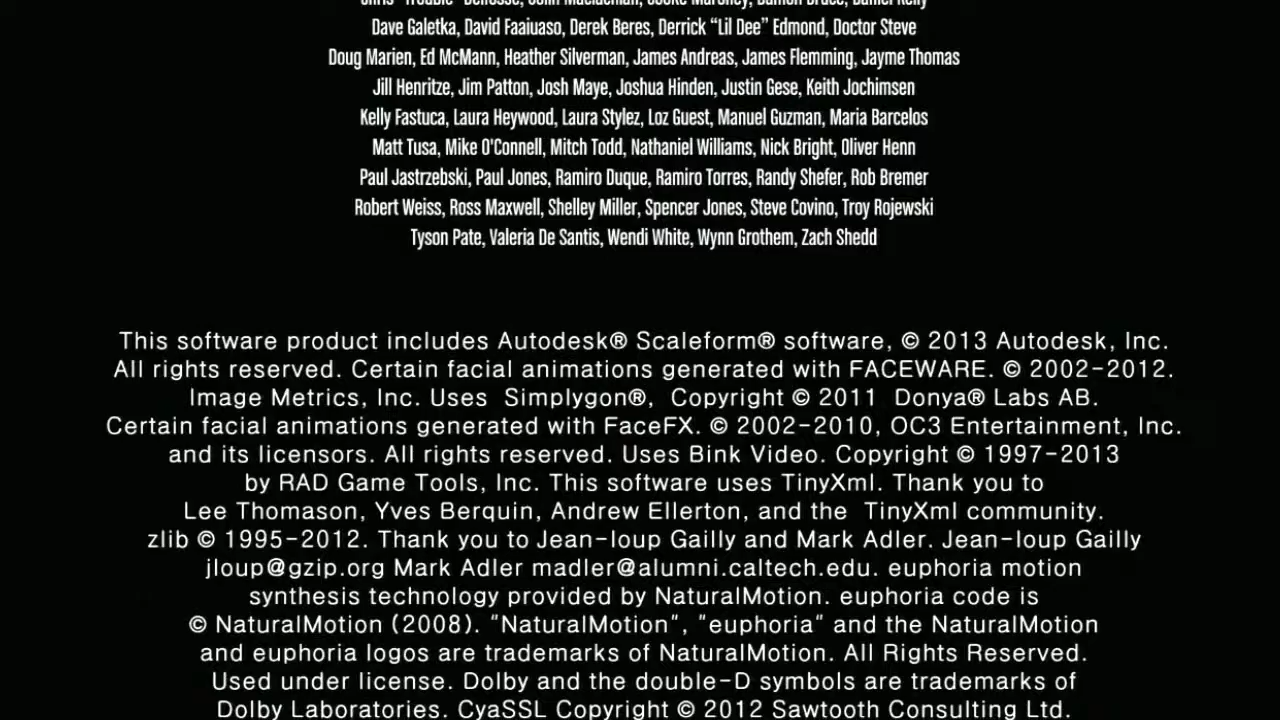 Dave Galetka, David Faaiuaso, Derek Beres, Derrick “Lil Dee” Edmond, Doctor Steve
Doug Marien, Ed McMann, Heather Silverman, James Andreas, James Flemming, Jayme Thomas
Jill Henritze, Jim Patton, Josh Maye, Joshua Hinden, Justin Gese, Keith Jochimsen
Kelly Fastuca, Laura Heywood, Laura Stylez, Loz Guest, Manuel Guzman, Maria Barcelos
Matt Tusa, Mike O'Connell, Mitch Todd, Nathaniel Williams, Nick Bright, Oliver Henn
Paul Jastrzebski, Paul Jones, Ramiro Duque, Ramiro Torres, Randy Shefer, Rob Bremer
Robert Weiss, Ross Maxwell, Shelley Miller, Spencer Jones, Steve Covino, Troy Rojewski
Tyson Pate, Valeria De Santis, Wendi White, Wynn Grothem, Zach Shedd
This software product includes Autodesk® Scaleform® software, © 2013 Autodesk, Inc.
All rights reserved. Certain facial animations generated with FACEWARE. © 2002-2012.
Image Metrics, Inc. Uses Simplygon®, Copyright © 2011 Donya® Labs AB.
Certain facial animations generated with FaceFX. © 2002-2010, OC3 Entertainment, Inc.
and its licensors. All rights reserved. Uses Bink Video. Copyright © 1997-2013
by RAD Game Tools, Inc. This software uses TinyXml. Thank you to
Lee Thomason, Yves Berquin, Andrew Ellerton, and the TinyXml community.
zlib © 1995-2012. Thank you to Jean-loup Gailly and Mark Adler. Jean-loup Gailly
jloup@gzip.org Mark Adler madler@alumni.caltech.edu. euphoria motion
synthesis technology provided by NaturalMotion. euphoria code is
© NaturalMotion (2008). "NaturalMotion", "euphoria" and the NaturalMotion
and euphoria logos are trademarks of NaturalMotion. All Rights Reserved.
Used under license. Dolby and the double-D symbols are trademarks of
Dolby Laboratories. CyaSSL Copyright © 2012 Sawtooth Consulting Ltd.